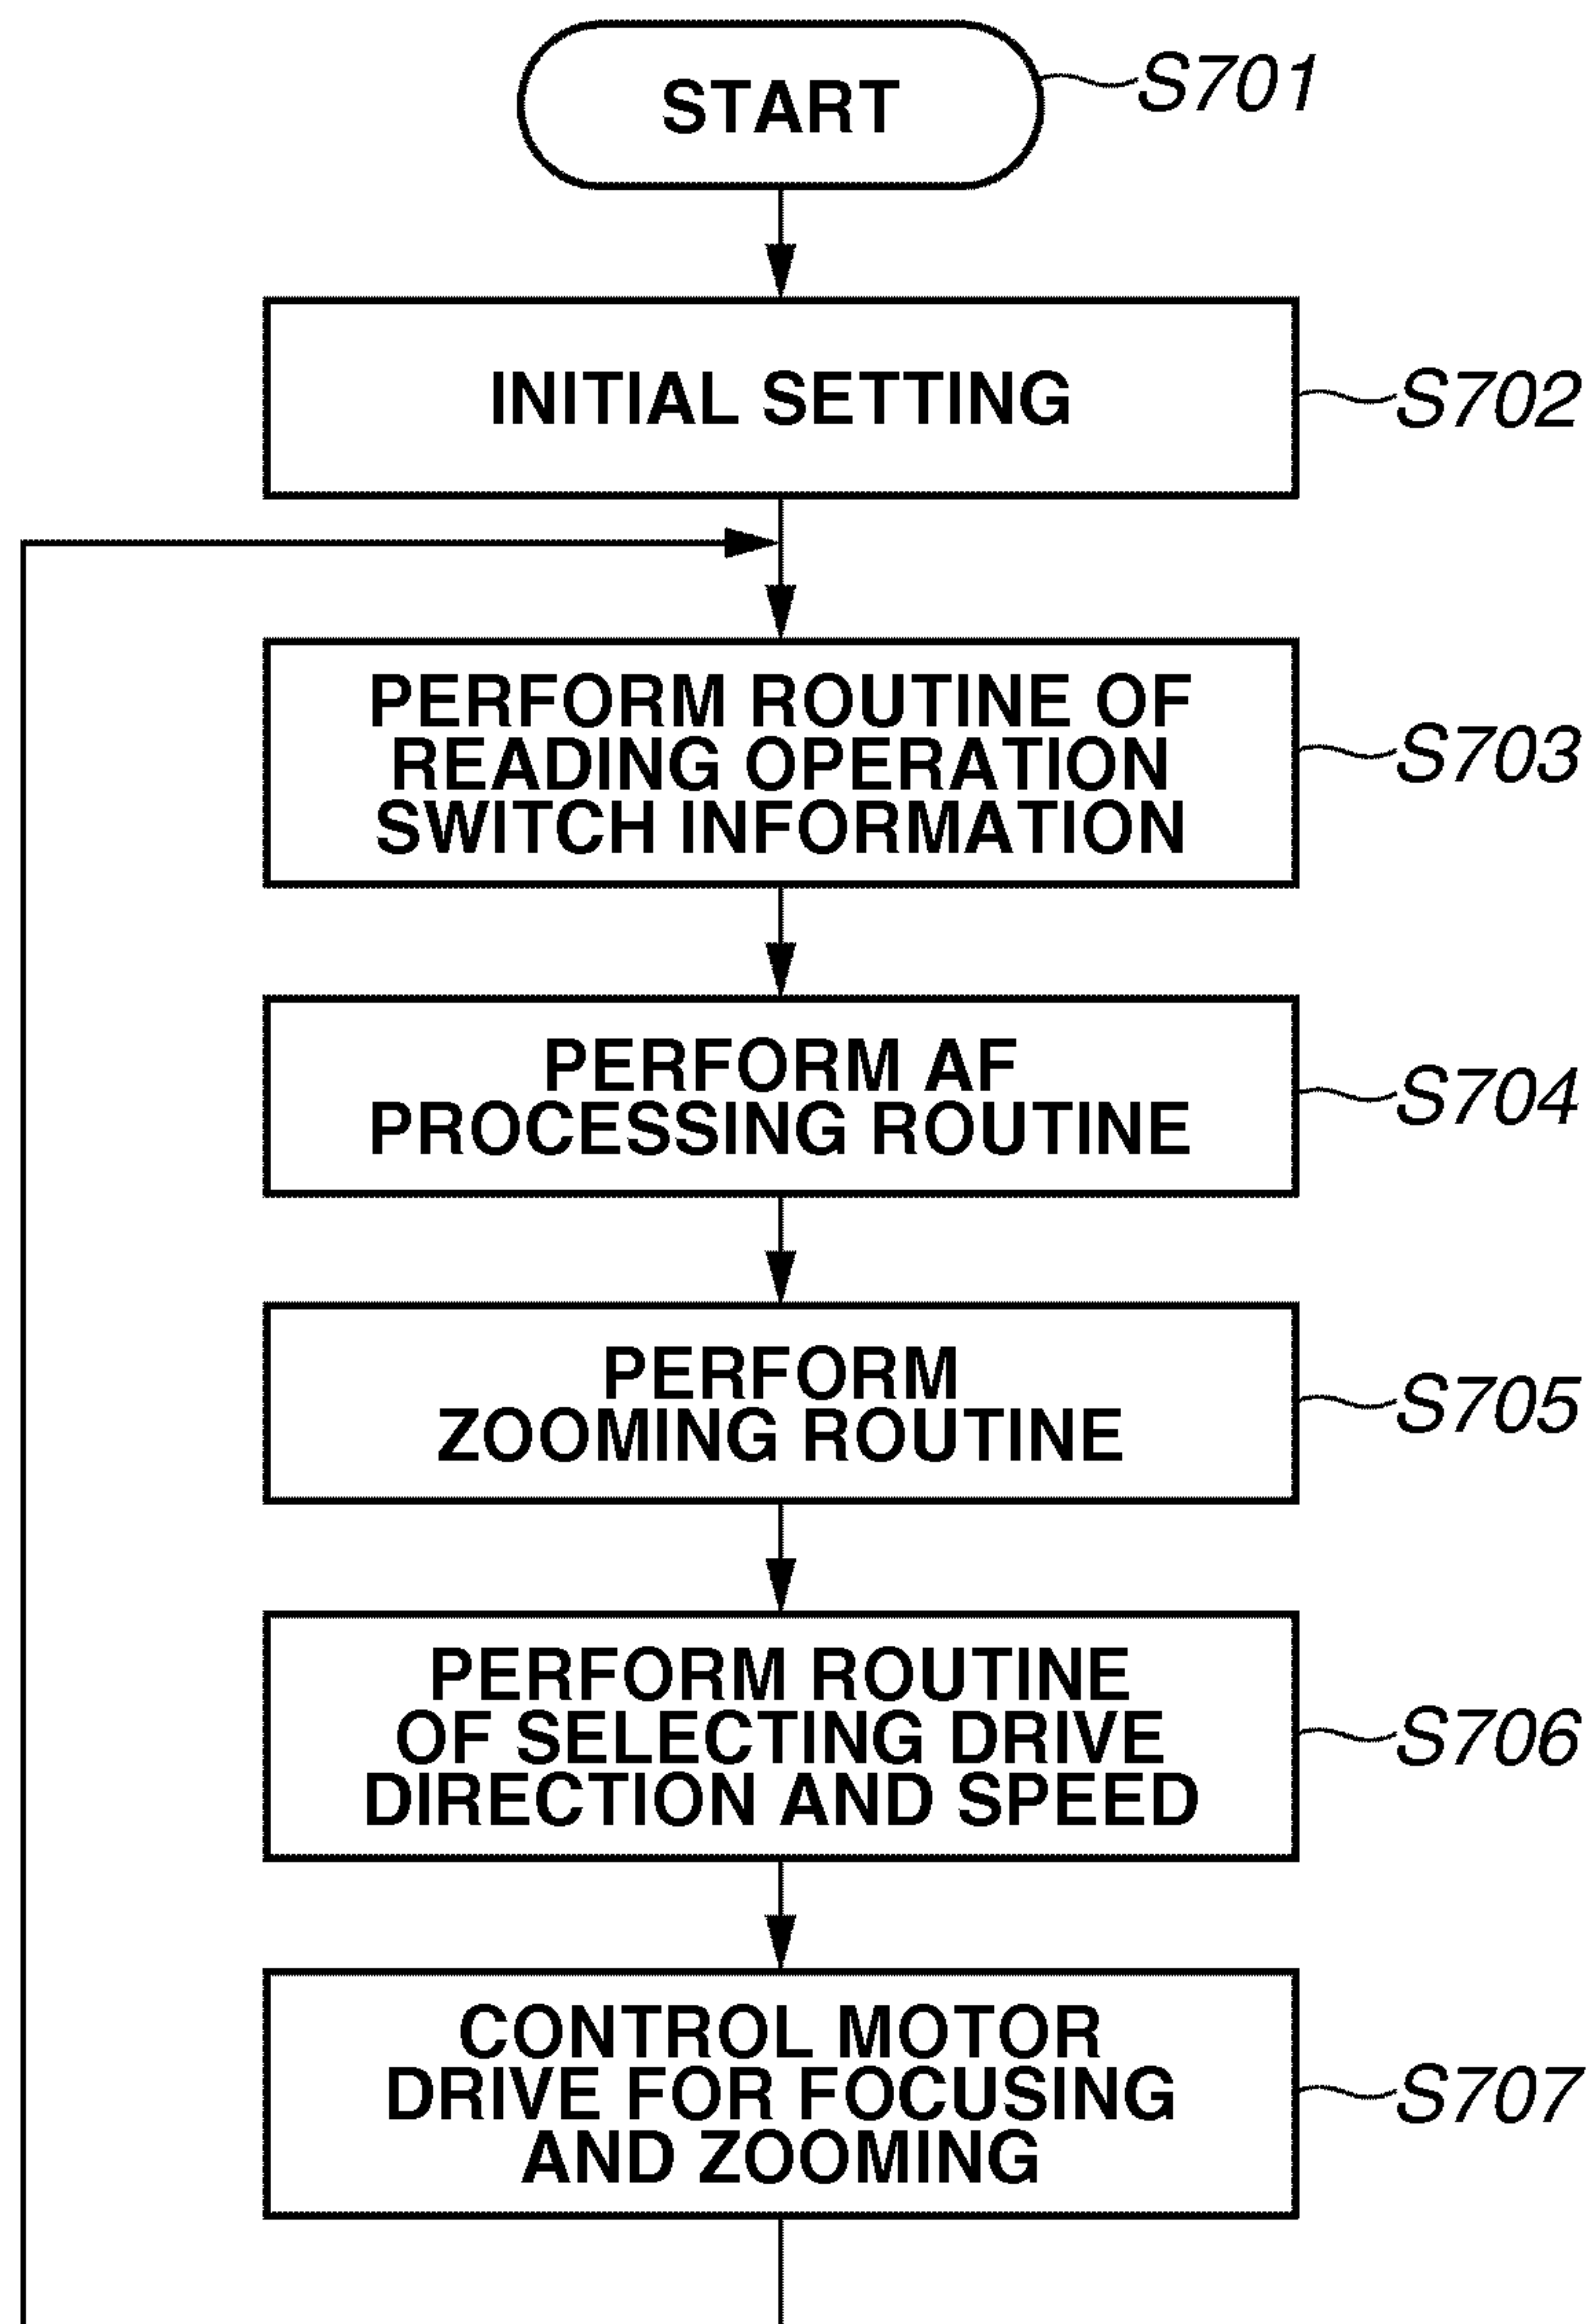 START
S701
INITIAL SETTING
S702
PERFORM ROUTINE OF
READING OPERATION
SWITCH INFORMATION
S703
PERFORM AF
PROCESSING ROUTINE
S704
PERFORM
ZOOMING ROUTINE
S705
PERFORM ROUTINE
OF SELECTING DRIVE
DIRECTION AND SPEED
S706
CONTROL MOTOR
DRIVE FOR FOCUSING
AND ZOOMING
S707